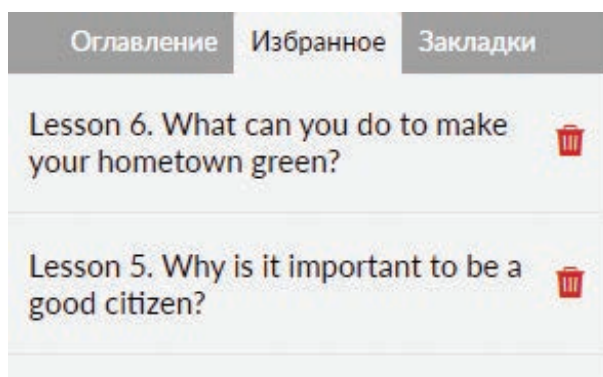 Оглавление Избранное Закладки
Lesson 6. What can you do to make
your hometown green?
Lesson 5. Why is it important to be a
good citizen?